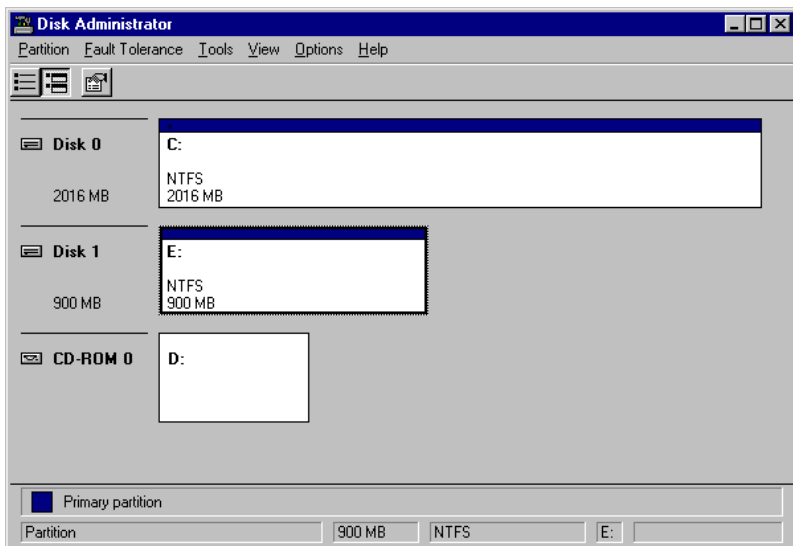 Disk Administrator
Partition Fault Tolerance Tools View Options Help
Disk 0
2016 MB
C:
NTFS
2016 MB
Disk 1
900 MB
E:
NTFS
900 MB
CD-ROM 0
D:
Primary partition
Partition 900 MB NTFS E: